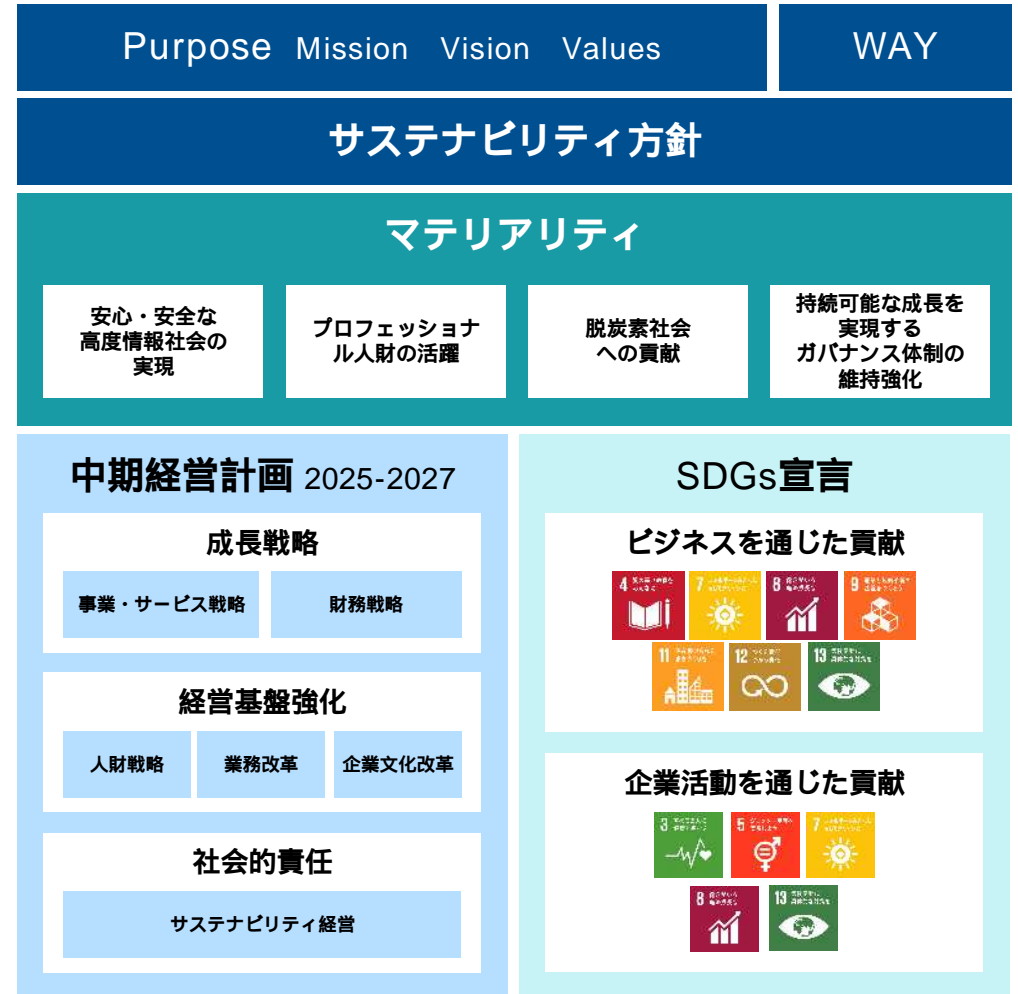 Purpose Mission Vision Values
WAY
サステナビリティ方針
マテリアリティ
安心・安全な
高度情報社会の
実現
プロフェッショナ
ル人財の活躍
脱炭素社会
への貢献
持続可能な成長を
実現する
ガバナンス体制の
維持強化
中期経営計画 2025-2027
成長戦略
事業・サービス戦略
財務戦略
経営基盤強化
人財戦略
業務改革
企業文化改革
社会的責任
サステナビリティ経営
SDGs宣言
ビジネスを通じた貢献
4
7
8
9
11
12
13
企業活動を通じた貢献
3
5
7
8
13